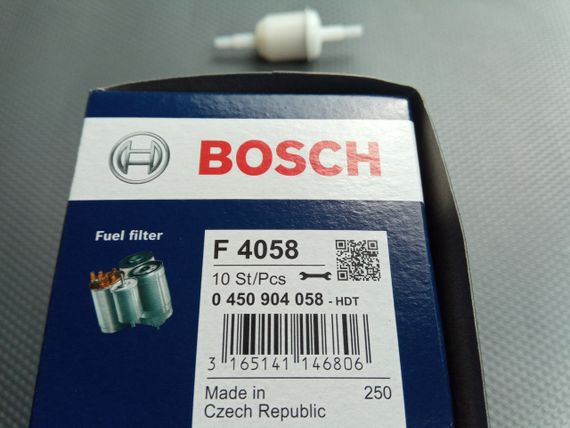 BOSCH
Fuel filter
F 4058
10 St/Pcs
0 450 904 058 - HDT
3 165141 146806
Made in 250
Czech Republic